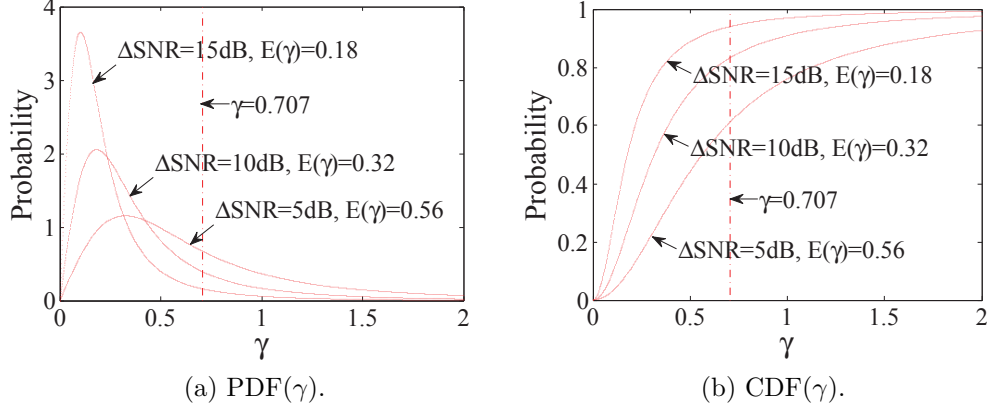 4
3
2
1
0
Probability
ΔSNR=15dB, E(γ)=0.18
γ=0.707
ΔSNR=10dB, E(γ)=0.32
ΔSNR=5dB, E(γ)=0.56
0 0.5 1 1.5 2
γ
(a) PDF(γ).
1
0.8
0.6
0.4
0.2
0
Probability
ΔSNR=15dB, E(γ)=0.18
ΔSNR=10dB, E(γ)=0.32
γ=0.707
ΔSNR=5dB, E(γ)=0.56
0 0.5 1 1.5 2
γ
(b) CDF(γ).